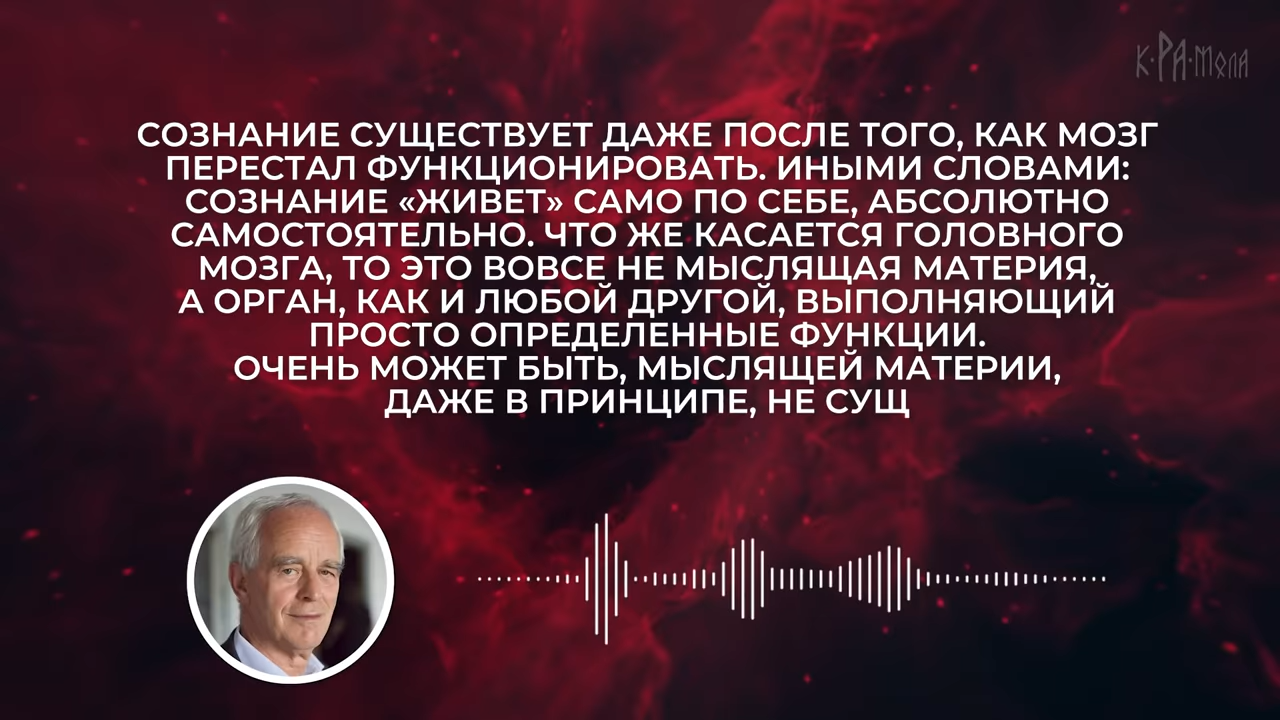 К·РА·МОЛА
СОЗНАНИЕ СУЩЕСТВУЕТ ДАЖЕ ПОСЛЕ ТОГО, КАК МОЗГ
ПЕРЕСТАЛ ФУНКЦИОНИРОВАТЬ. ИНЫМИ СЛОВАМИ:
СОЗНАНИЕ «ЖИВЕТ» САМО ПО СЕБЕ, АБСОЛЮТНО
САМОСТОЯТЕЛЬНО. ЧТО ЖЕ КАСАЕТСЯ ГОЛОВНОГО
МОЗГА, ТО ЭТО ВОВСЕ НЕ МЫСЛЯЩАЯ МАТЕРИЯ,
А ОРГАН, КАК И ЛЮБОЙ ДРУГОЙ, ВЫПОЛНЯЮЩИЙ
ПРОСТО ОПРЕДЕЛЕННЫЕ ФУНКЦИИ.
ОЧЕНЬ МОЖЕТ БЫТЬ, МЫСЛЯЩЕЙ МАТЕРИИ,
ДАЖЕ В ПРИНЦИПЕ, НЕ СУЩ